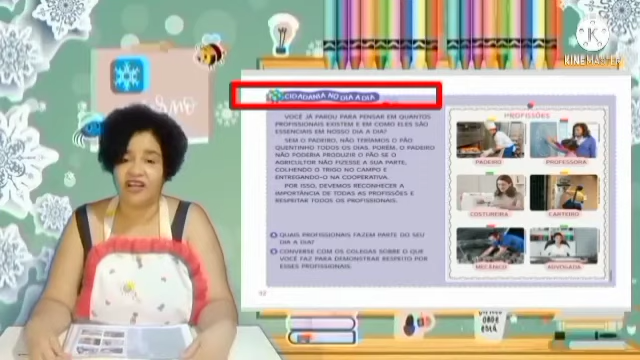 KINEMASTER
CIDADANIA NO DIA A DIA
VOCÊ JÁ PAROU PARA PENSAR EM QUANTOS
PROFISSIONAIS EXISTEM E EM COMO ELES SÃO
ESSENCIAIS EM NOSSO DIA A DIA?
SEM O PADEIRO, NÃO TERÍAMOS O PÃO
QUENTINHO TODOS OS DIAS. PORÉM, O PADEIRO
NÃO PODERIA PRODUZIR O PÃO SE O
AGRICULTOR NÃO FIZESSE A SUA PARTE,
COLHENDO O TRIGO NO CAMPO E
ENTREGANDO-O NA COOPERATIVA.
POR ISSO, DEVEMOS RECONHECER A
IMPORTÂNCIA DE TODAS AS PROFISSÕES E
RESPEITAR TODOS OS PROFISSIONAIS.
QUAIS PROFISSIONAIS FAZEM PARTE DO SEU
DIA A DIA?
CONVERSE COM OS COLEGAS SOBRE O QUE
VOCÊ FAZ PARA DEMONSTRAR RESPEITO POR
ESSES PROFISSIONAIS.
PROFISSÕES
PADEIRO
PROFESSORA
COSTUREIRA
CARTEIRO
MECÂNICO
ADVOGADA